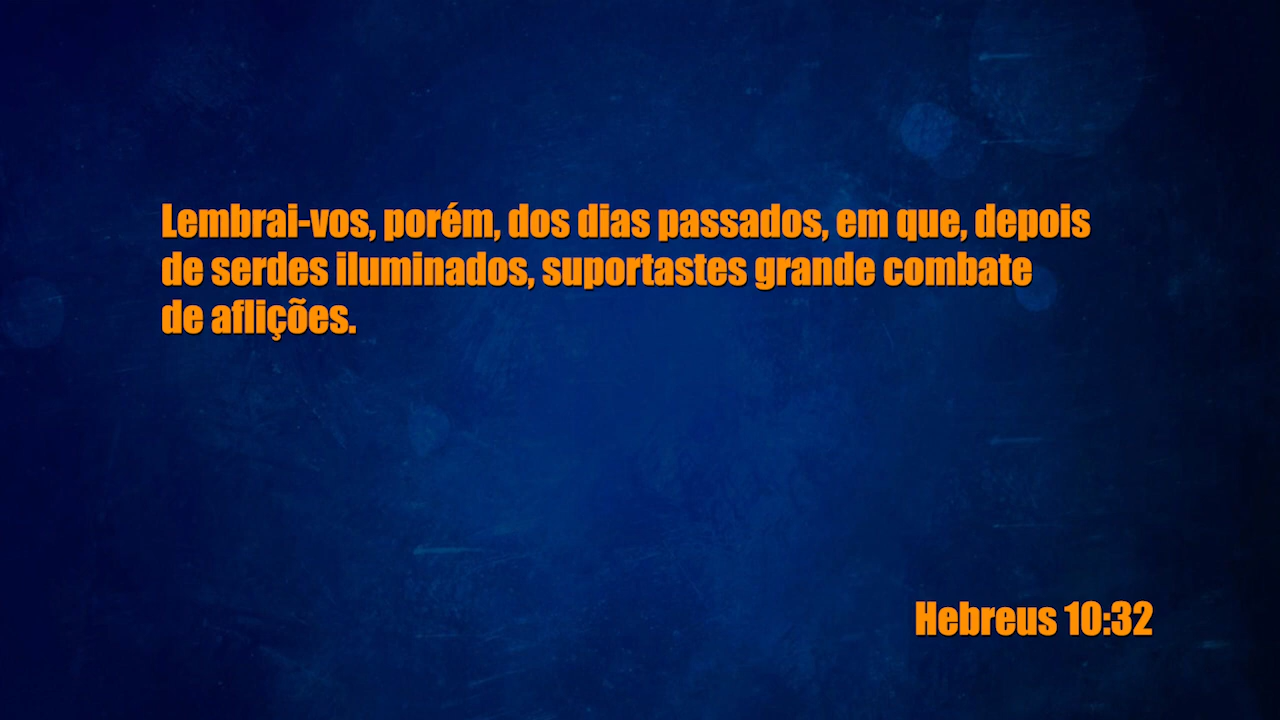 Lembrai-vos, porém, dos dias passados, em que, depois
de serdes iluminados, suportastes grande combate
de aflições.
Hebreus 10:32